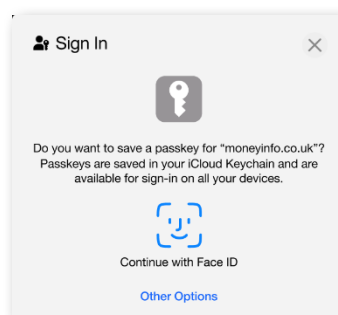 Sign In
Do you want to save a passkey for “moneyinfo.co.uk”?
Passkeys are saved in your iCloud Keychain and are
available for sign-in on all your devices.
Continue with Face ID
Other Options